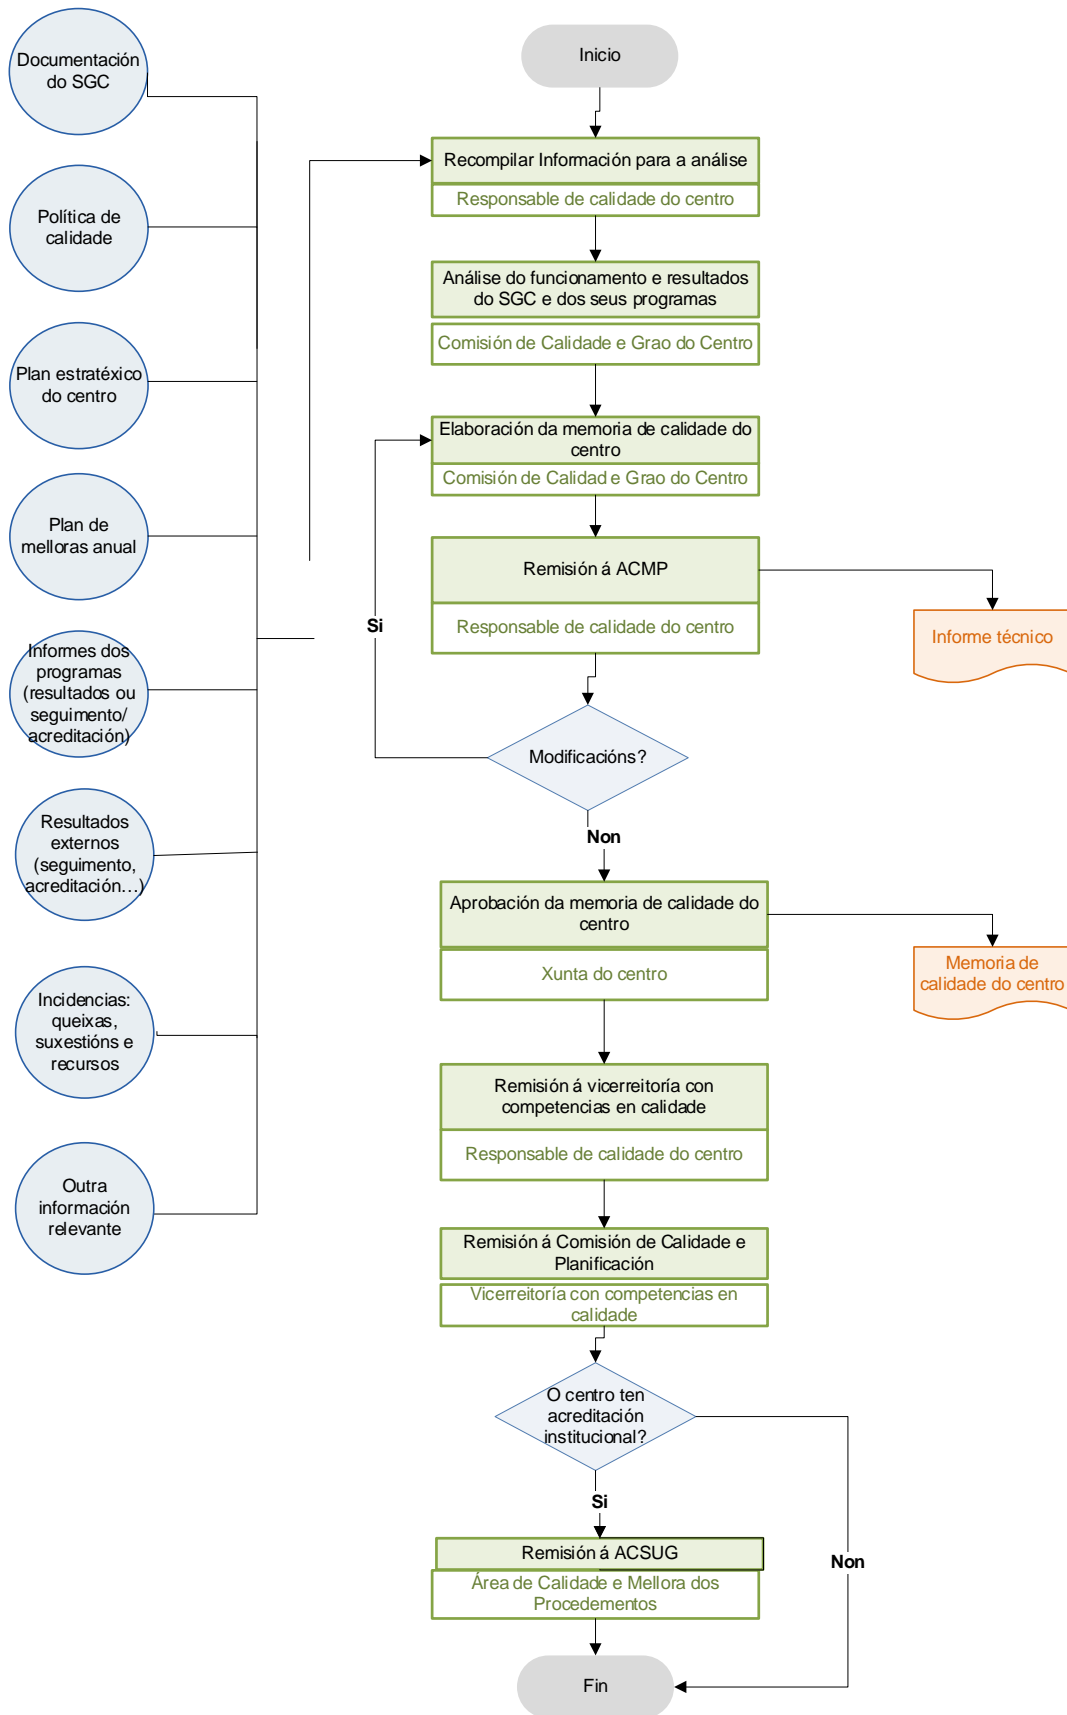 Documentación
do SGC
Política de
calidade
Plan estratéxico
do centro
Plan de
melloras anual
Informes dos
programas
(resultados ou
seguimento/
acreditación)
Resultados
externos
(seguimento,
acreditación…)
Incidencias:
queixas,
suxestións e
recursos
Outra
información
relevante
Inicio
Recompilar Información para a análise
Responsable de calidade do centro
Análise do funcionamento e resultados
do SGC e dos seus programas
Comisión de Calidade e Grao do Centro
Elaboración da memoria de calidade do
centro
Comisión de Calidad e Grao do Centro
Remisión á ACMP
Responsable de calidade do centro
Informe técnico
Si
Modificacións?
Non
Aprobación da memoria de calidade do
centro
Xunta do centro
Memoria de
calidade do centro
Remisión á vicerreitoría con
competencias en calidade
Responsable de calidade do centro
Remisión á Comisión de Calidade e
Planificación
Vicerreitoría con competencias en
calidade
O centro ten
acreditación
institucional?
Si
Non
Remisión á ACSUG
Área de Calidade e Mellora dos
Procedementos
Fin